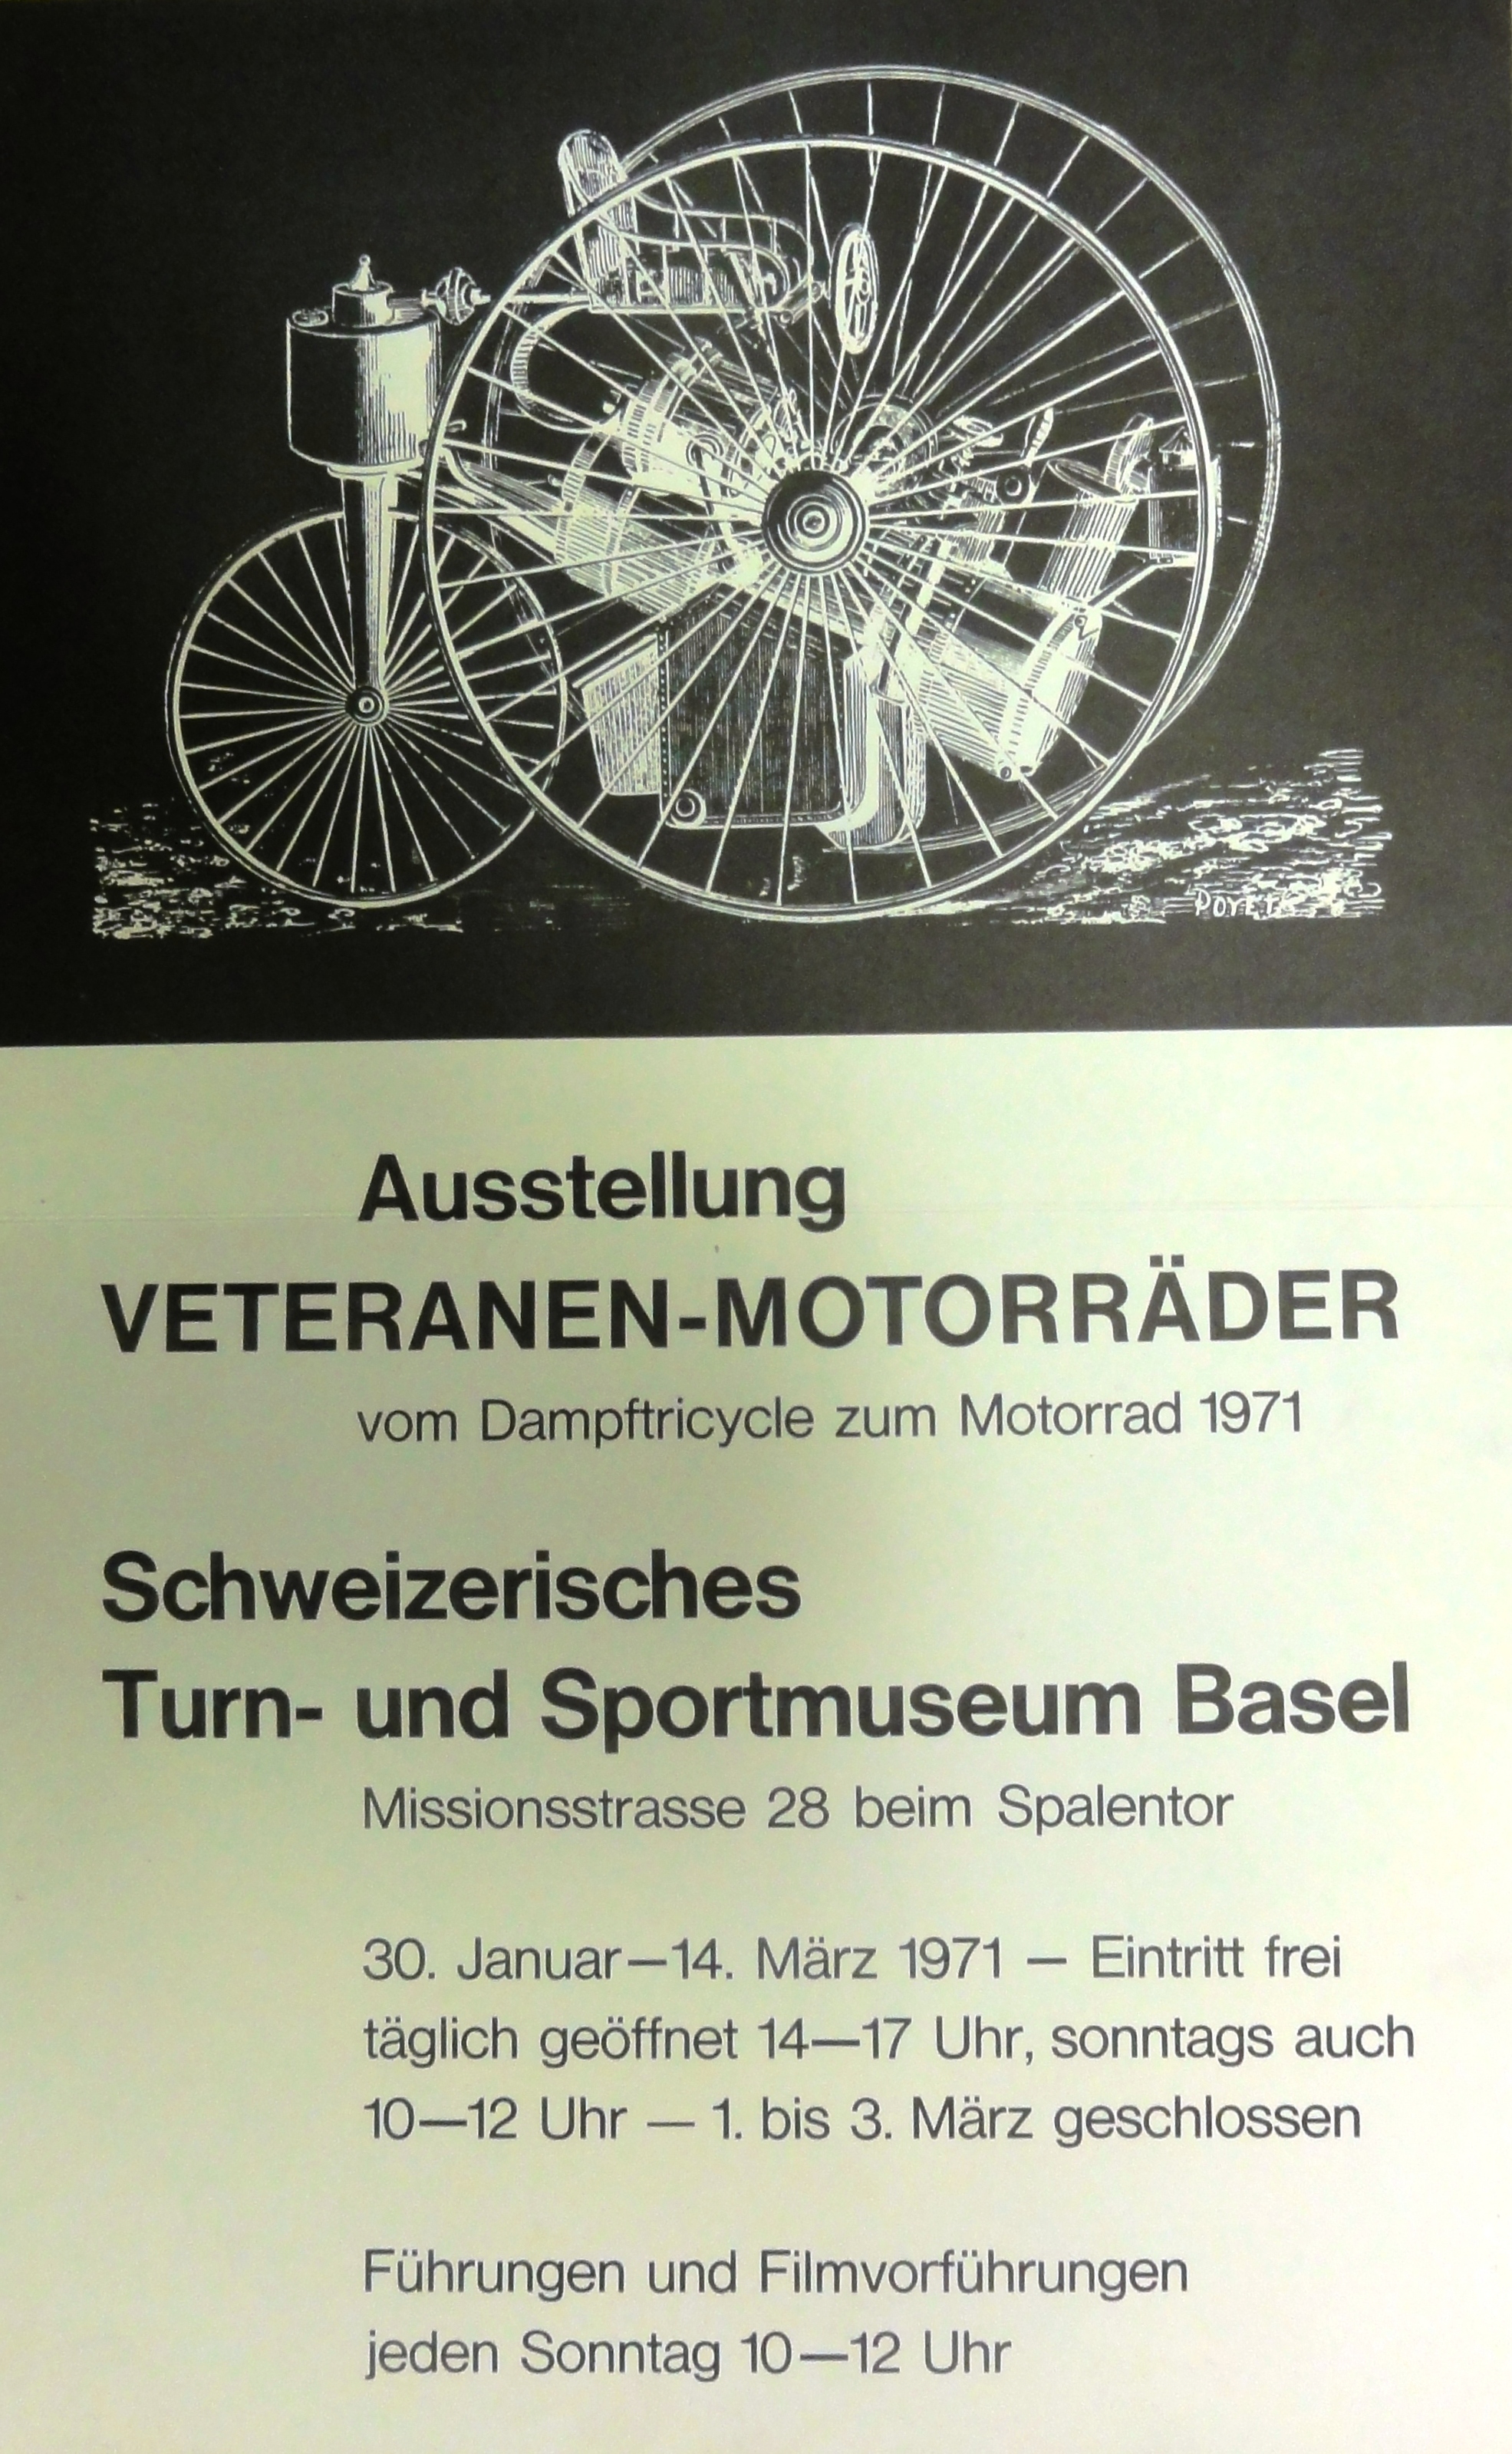 POYET
Ausstellung
VETERANEN-MOTORRÄDER
vom Dampftricycle zum Motorrad 1971
Schweizerisches
Turn- und Sportmuseum Basel
Missionsstrasse 28 beim Spalentor
30. Januar—14. März 1971 — Eintritt frei
täglich geöffnet 14—17 Uhr, sonntags auch
10—12 Uhr — 1. bis 3. März geschlossen
Führungen und Filmvorführungen
jeden Sonntag 10—12 Uhr